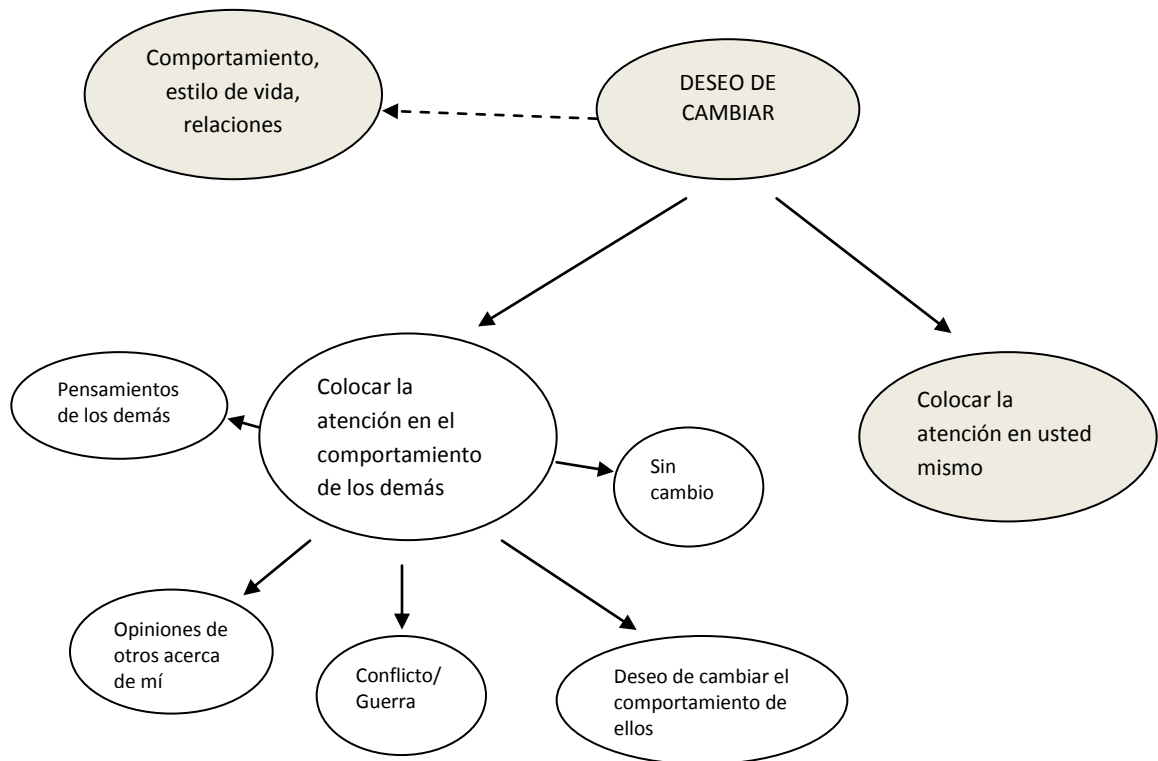 Comportamiento,
estilo de vida,
relaciones
DESEO DE
CAMBIAR
Pensamientos
de los demás
Colocar la
atención en el
comportamiento
de los demás
Sin
cambio
Colocar la
atención en usted
mismo
Opiniones de
otros acerca
de mí
Conflicto/
Guerra
Deseo de cambiar el
comportamiento de
ellos